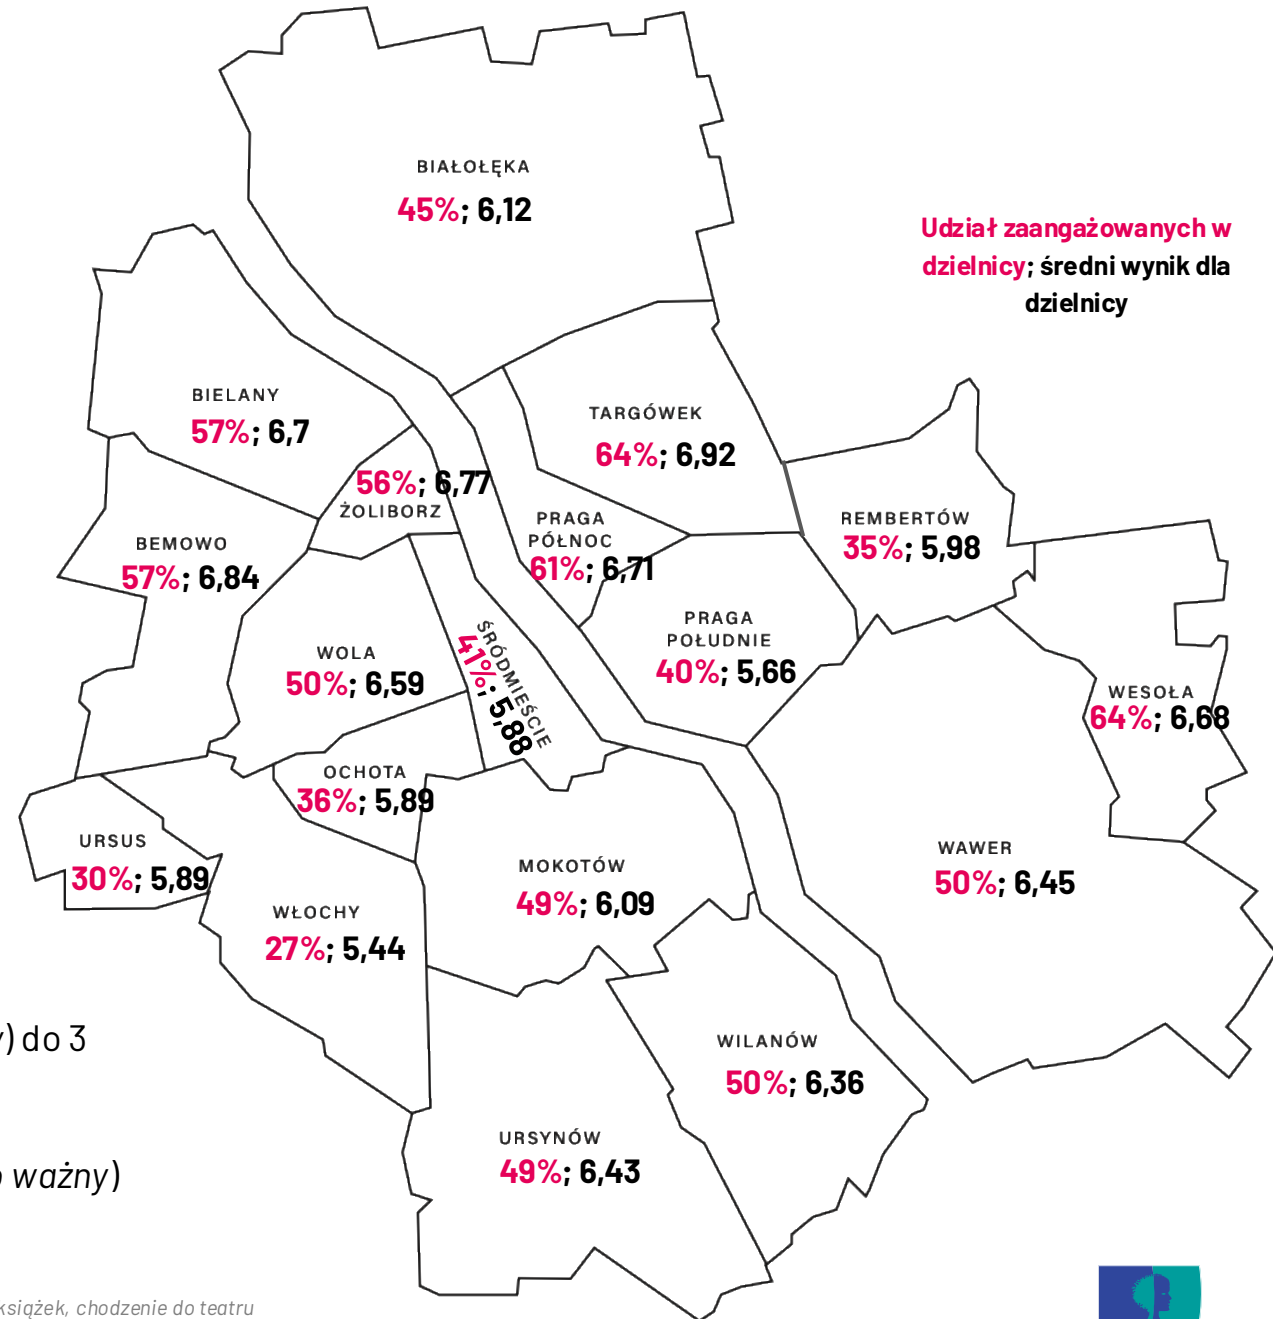 BIAŁOŁĘKA
45%; 6,12
Udział zaangażowanych w
dzielnicy; średni wynik dla
dzielnicy
BIELANY
57%; 6,7
TARGÓWEK
64%; 6,92
56%; 6,77
ŻOLIBORZ
PRAGA
PÓŁNOC
61%; 6,71
REMBERTÓW
35%; 5,98
BEMOWO
57%; 6,84
PRAGA
POŁUDNIE
40%; 5,66
WOLA
50%; 6,59
ŚRÓDMIEŚCIE
41%; 5,88
WESOŁA
64%; 6,68
OCHOTA
36%; 5,89
URSUS
30%; 5,89
MOKOTÓW
49%; 6,09
WAWER
50%; 6,45
WŁOCHY
27%; 5,44
) do 3
WILANÓW
50%; 6,36
URSYNÓW
49%; 6,43
ważny)
książek, chodzenie do teatru